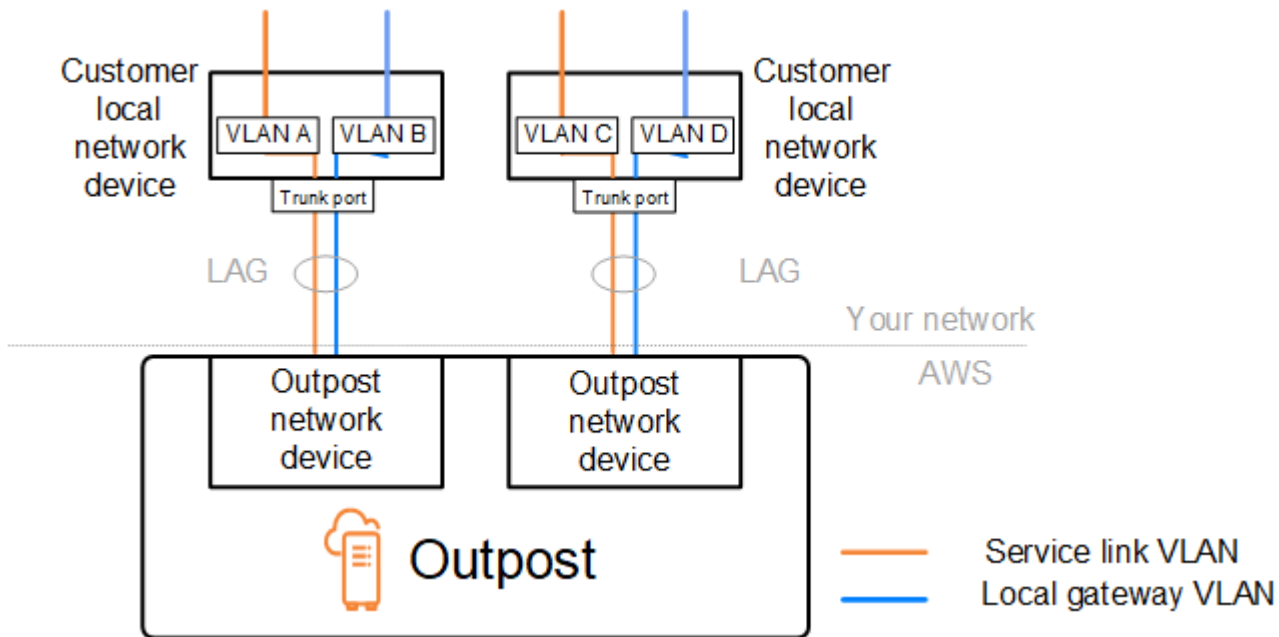 Customer
local
network
device
VLAN A
VLAN B
Trunk port
VLAN C
VLAN D
Trunk port
Customer
local
network
device
LAG
LAG
Your network
AWS
Outpost
network
device
Outpost
network
device
Outpost
Service link VLAN
Local gateway VLAN